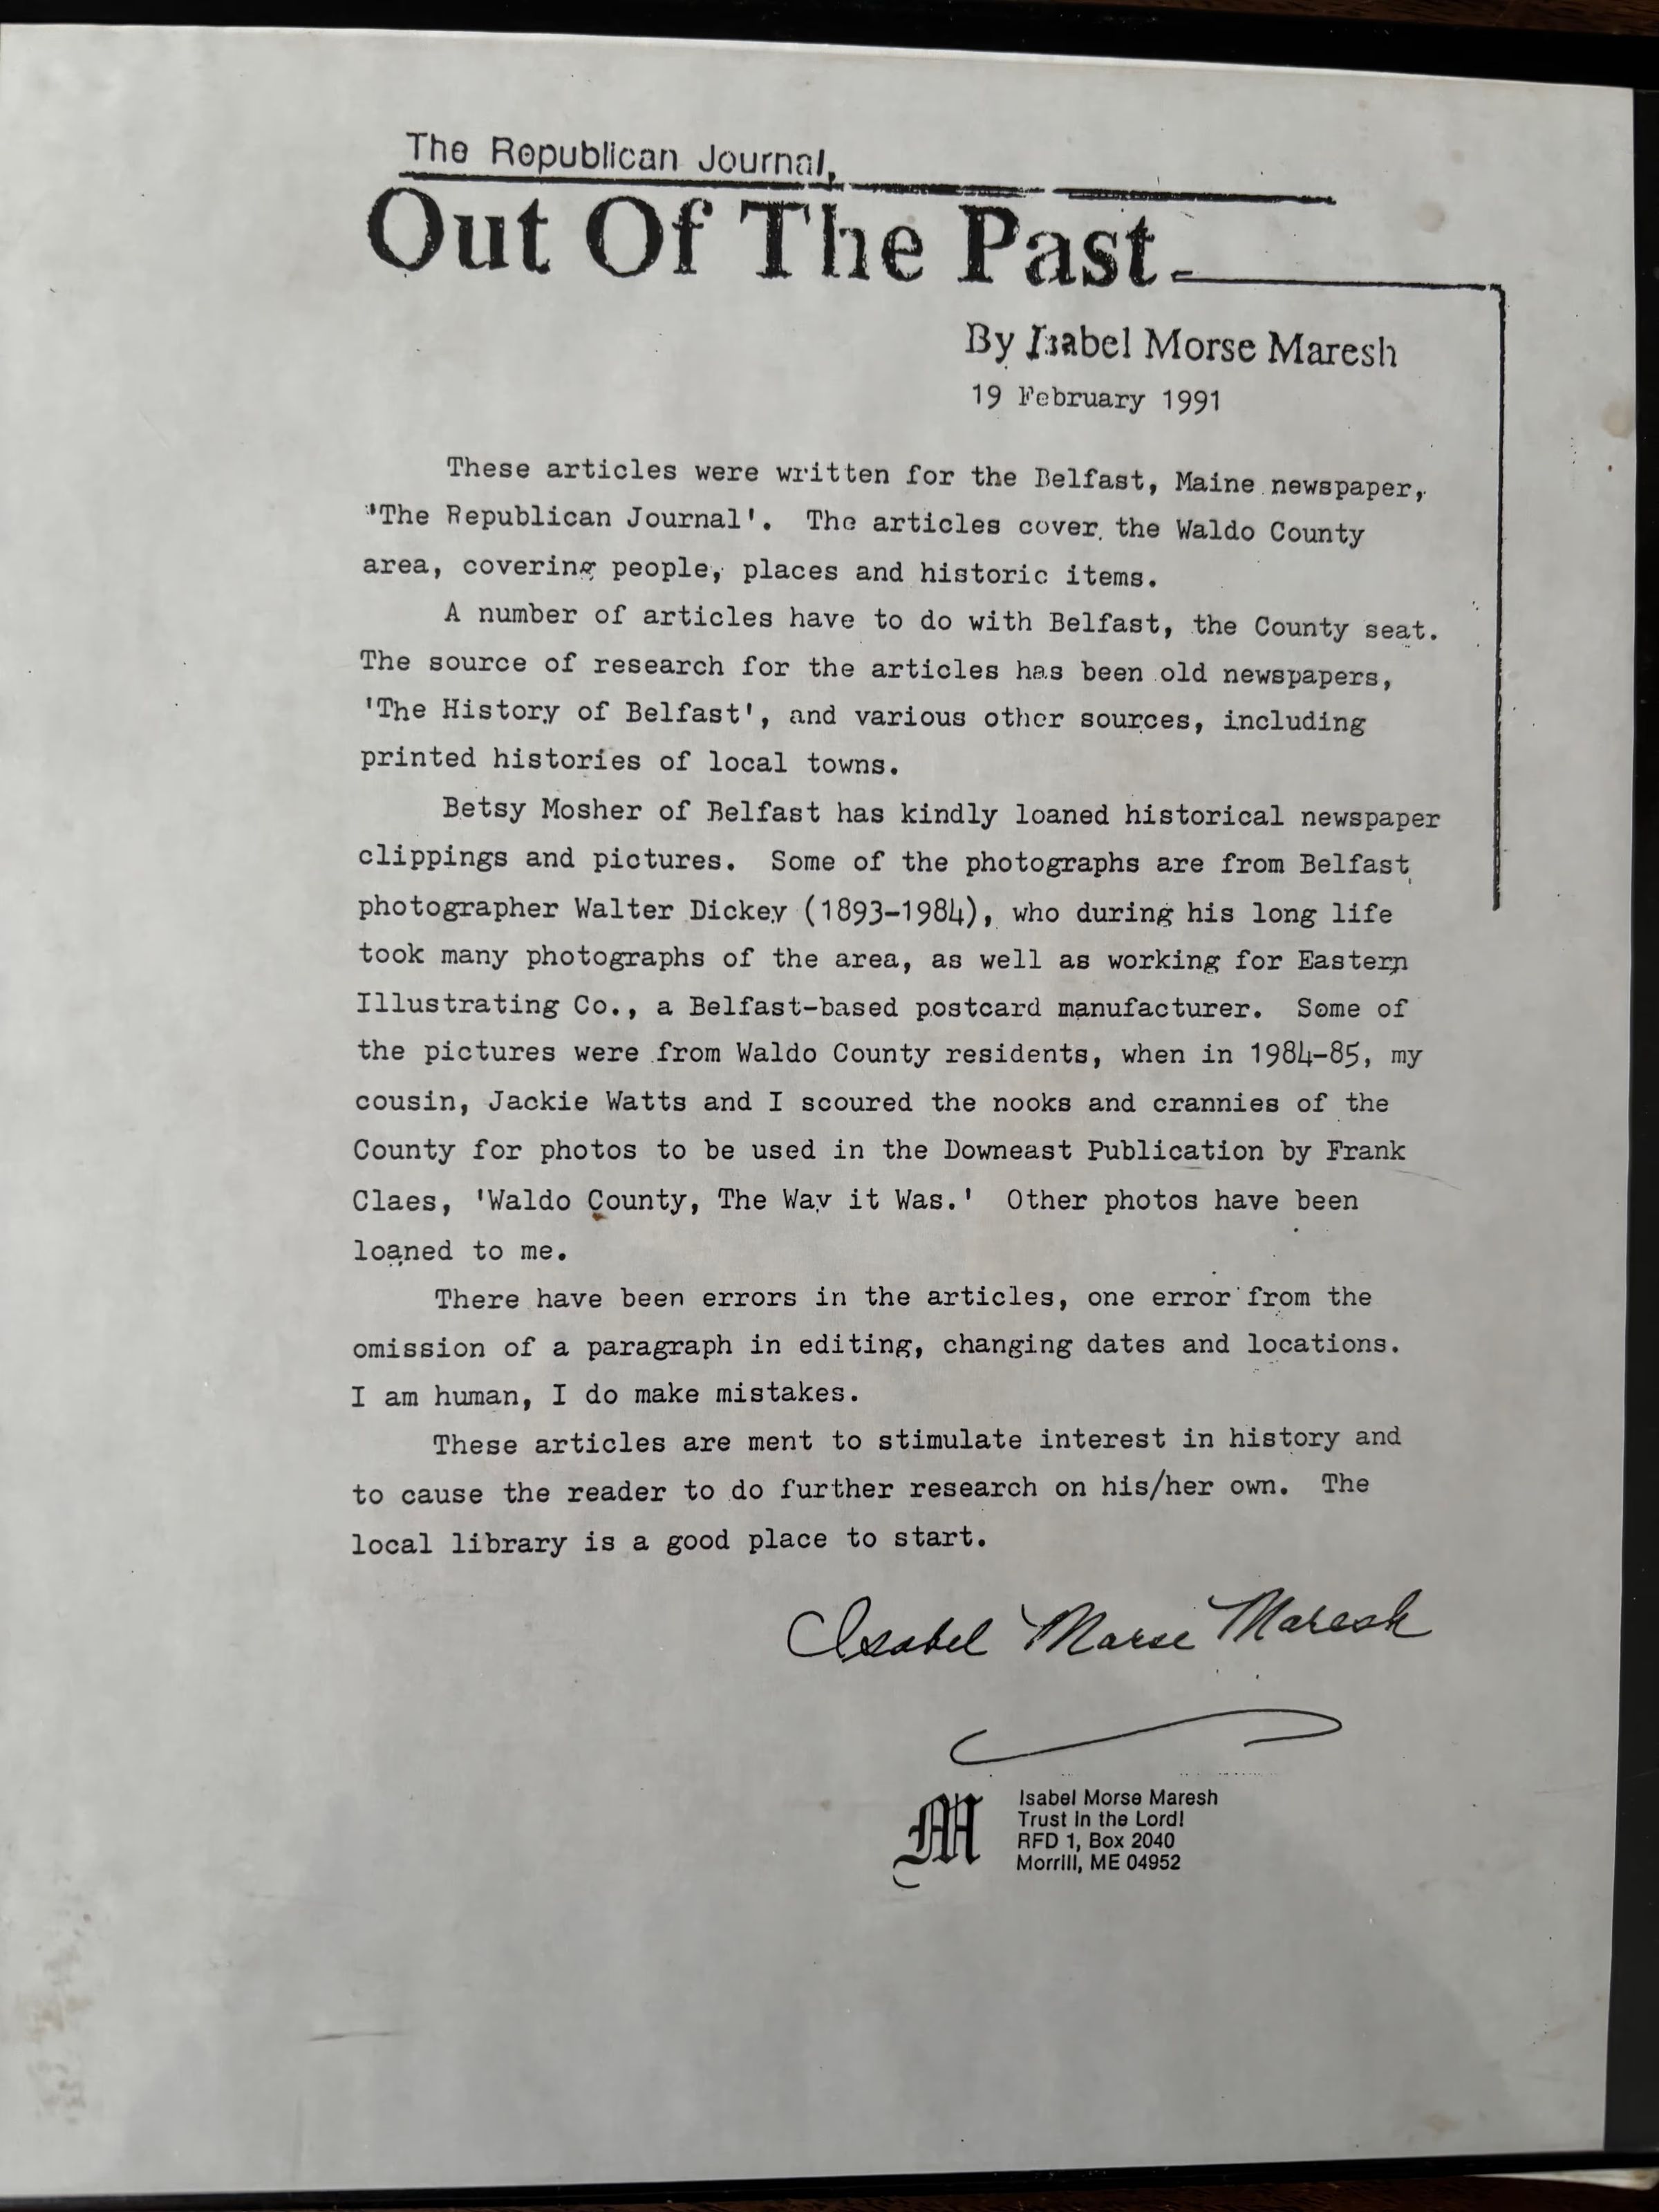 The Republican Journal,
Out Of The Past
By Isabel Morse Maresh
19 February 1991
These articles were written for the Belfast, Maine newspaper,
'The Republican Journal'. The articles cover the Waldo County
area, covering people, places and historic items.
A number of articles have to do with Belfast, the County seat.
The source of research for the articles has been old newspapers,
'The History of Belfast', and various other sources, including
printed histories of local towns.
Betsy Mosher of Belfast has kindly loaned historical newspaper
clippings and pictures. Some of the photographs are from Belfast
photographer Walter Dickey (1893-1984), who during his long life
took many photographs of the area, as well as working for Eastern
Illustrating Co., a Belfast-based postcard manufacturer. Some of
the pictures were from Waldo County residents, when in 1984-85, my
cousin, Jackie Watts and I scoured the nooks and crannies of the
County for photos to be used in the Downeast Publication by Frank
Claes, 'Waldo County, The Way it Was.' Other photos have been
loaned to me.
There have been errors in the articles, one error from the
omission of a paragraph in editing, changing dates and locations.
I am human, I do make mistakes.
These articles are ment to stimulate interest in history and
to cause the reader to do further research on his/her own. The
local library is a good place to start.
Isabel Morse Maresh
M
Isabel Morse Maresh
Trust in the Lord!
RFD 1, Box 2040
Morrill, ME 04952